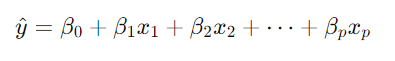 ŷ = β₀ + β₁x₁ + β₂x₂ + ⋯ + βₚxₚ